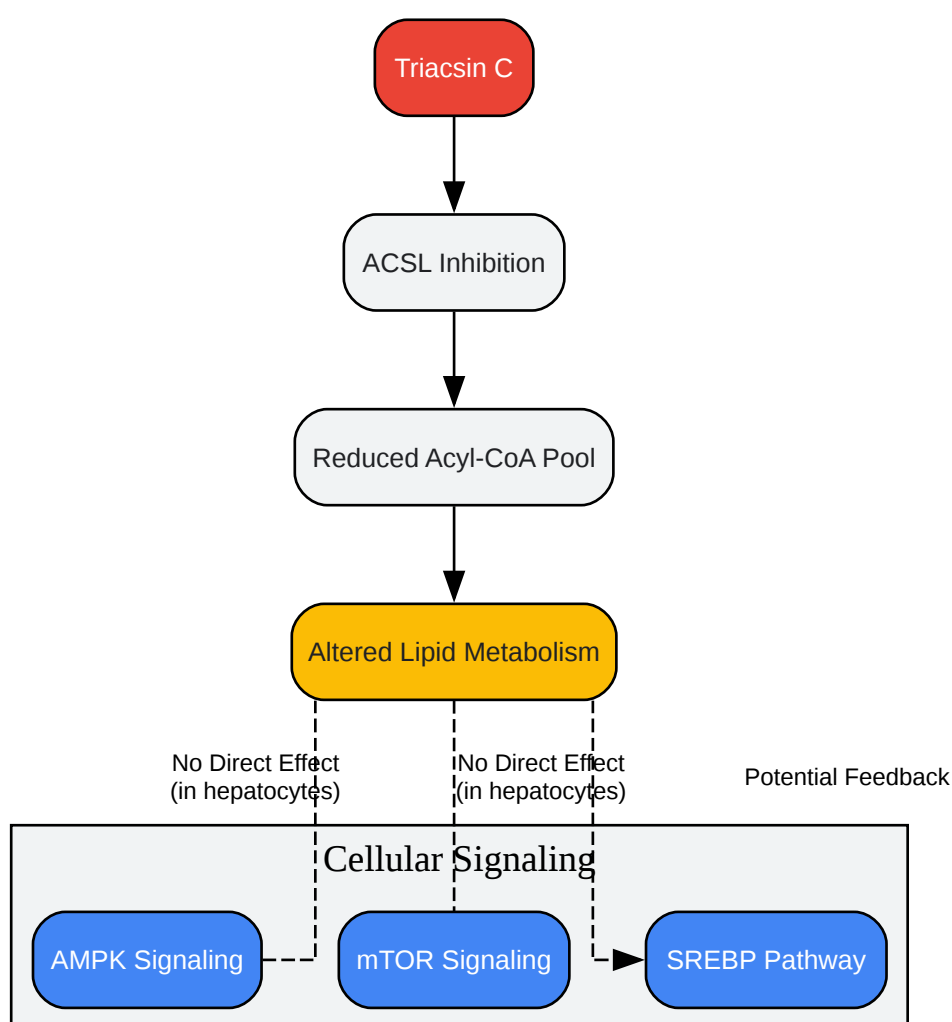 Triacsin C
ACSL Inhibition
Reduced Acyl-CoA Pool
Altered Lipid Metabolism
No Direct Effect
(in hepatocytes)
No Direct Effect
(in hepatocytes)
Potential Feedback
Cellular Signaling
AMPK Signaling
mTOR Signaling
SREBP Pathway